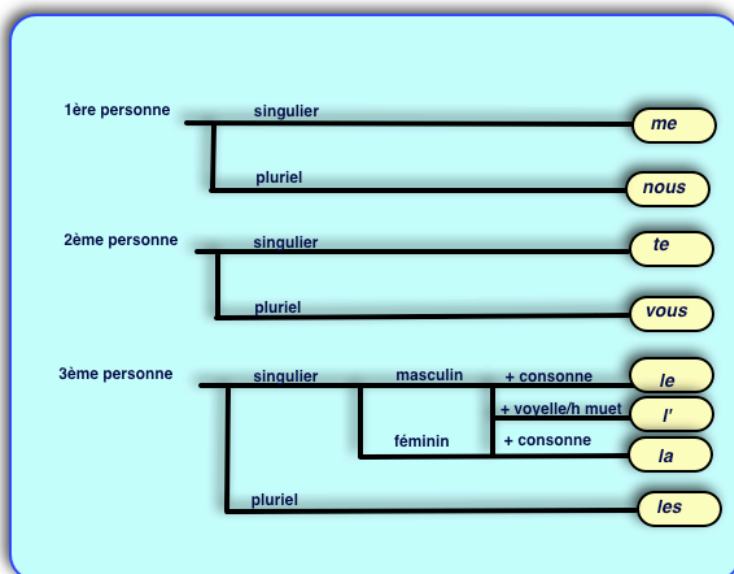 1ère personne singulier me
pluriel nous
2ème personne singulier te
pluriel vous
3ème personne singulier masculin + consonne le
+ voyelle/h muet l'
féminin + consonne la
pluriel les